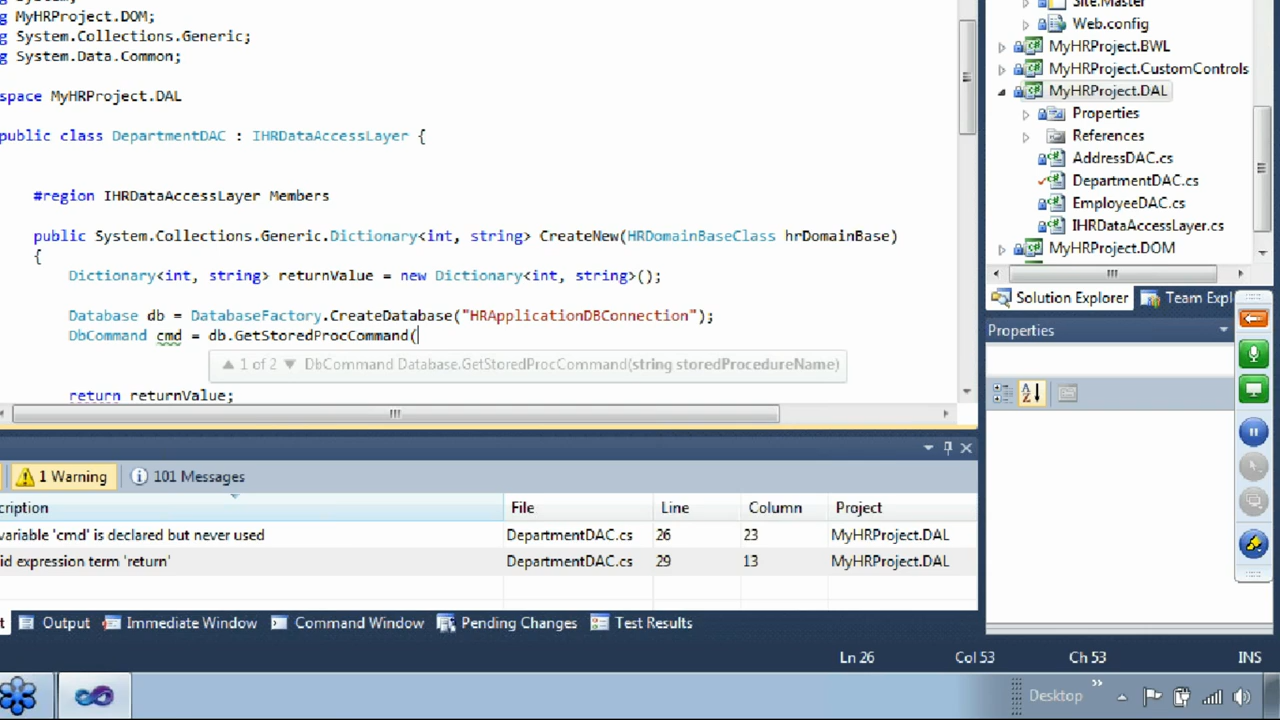 g MyHRProject.DOM;
g System.Collections.Generic;
g System.Data.Common;
space MyHRProject.DAL
public class DepartmentDAC : IHRDataAccessLayer {
#region IHRDataAccessLayer Members
public System.Collections.Generic.Dictionary<int, string> CreateNew(HRDomainBaseClass hrDomainBase)
{
Dictionary<int, string> returnValue = new Dictionary<int, string>();
Database db = DatabaseFactory.CreateDatabase("HRApplicationDBConnection");
DbCommand cmd = db.GetStoredProcCommand(
1 of 2 DbCommand Database.GetStoredProcCommand(string storedProcedureName)
return returnValue;
1 Warning 101 Messages
cription File Line Column Project
variable 'cmd' is declared but never used DepartmentDAC.cs 26 23 MyHRProject.DAL
id expression term 'return' DepartmentDAC.cs 29 13 MyHRProject.DAL
t Output Immediate Window Command Window Pending Changes Test Results
Site.Master
Web.config
MyHRProject.BWL
MyHRProject.CustomControls
MyHRProject.DAL
Properties
References
AddressDAC.cs
DepartmentDAC.cs
EmployeeDAC.cs
IHRDataAccessLayer.cs
MyHRProject.DOM
Solution Explorer Team Expl
Properties
Ln 26 Col 53 Ch 53 INS
Desktop